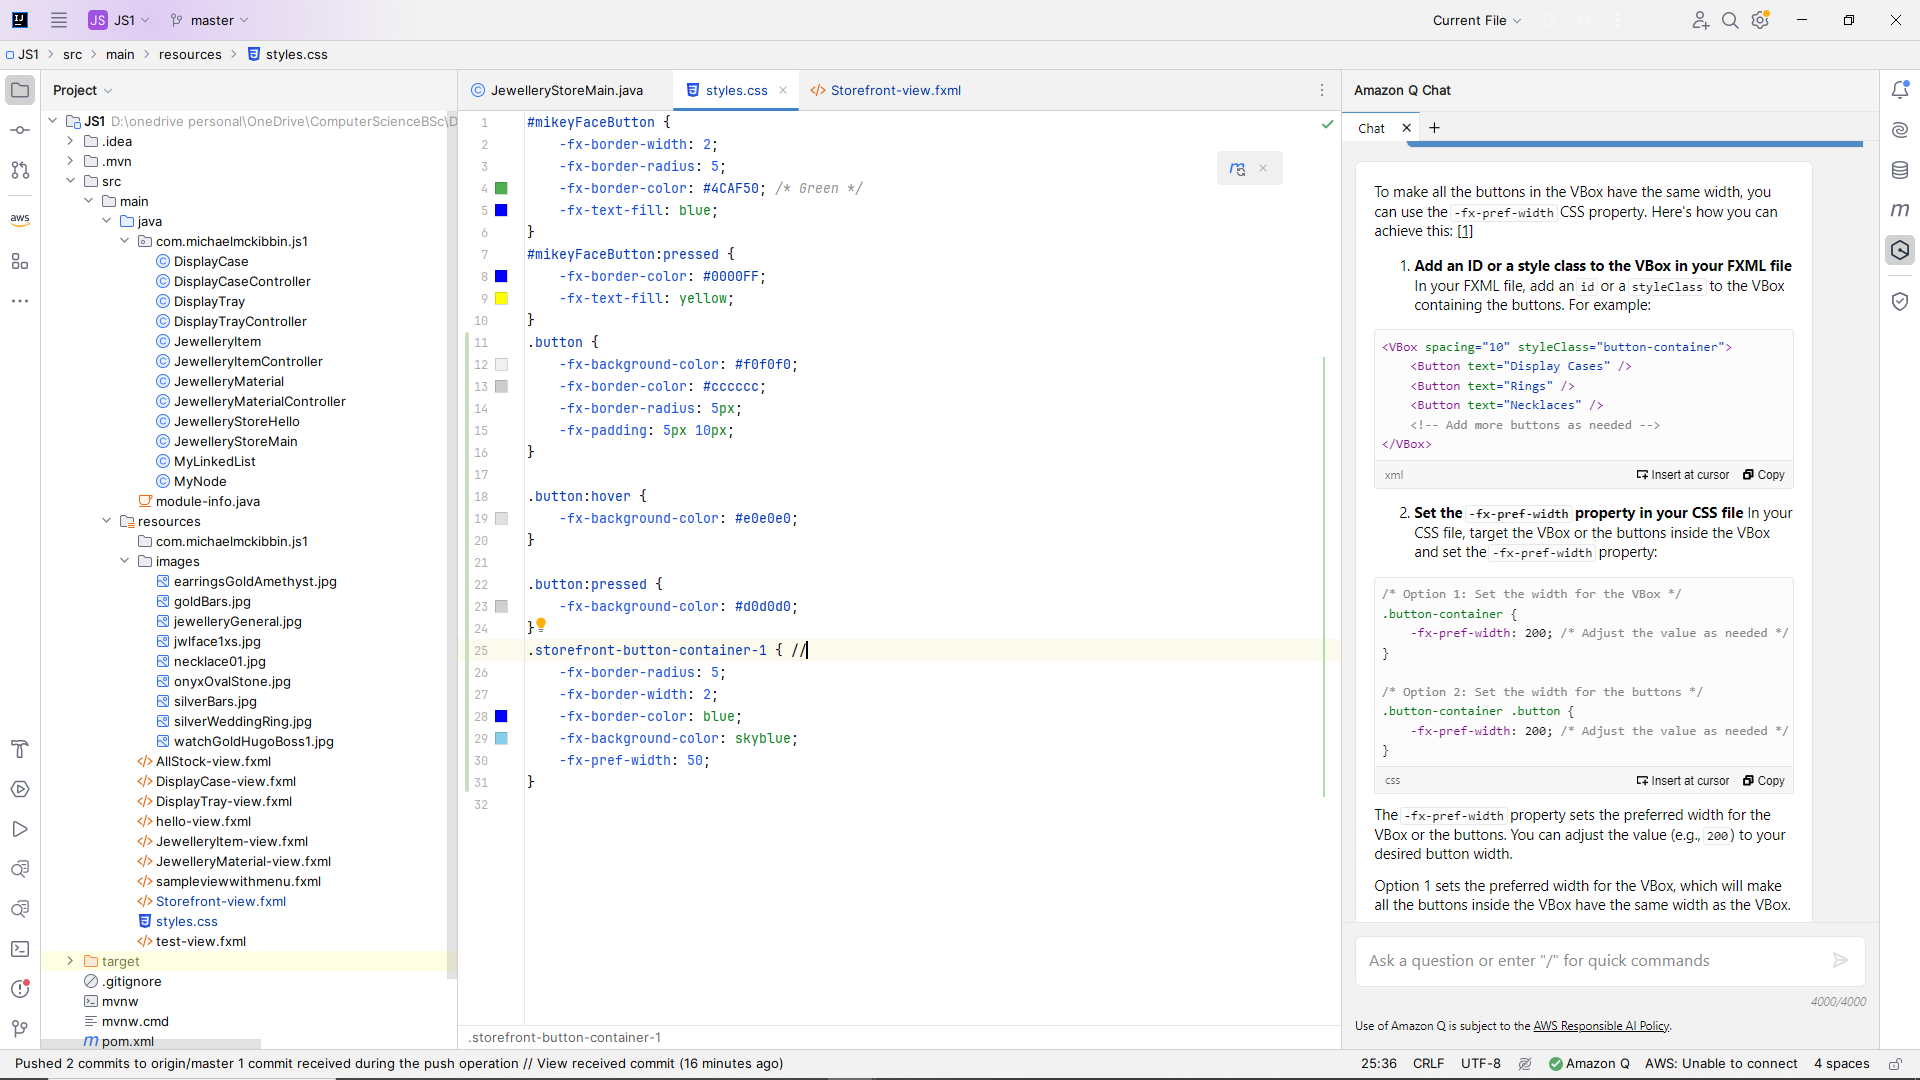 JS JS1 master Current File
JS1 > src > main > resources > styles.css
Project
JS1 D:\onedrive personal\OneDrive\ComputerScienceBSc\D
.idea
.mvn
src
main
java
com.michaelmckibbin.js1
DisplayCase
DisplayCaseController
DisplayTray
DisplayTrayController
JewelleryItem
JewelleryItemController
JewelleryMaterial
JewelleryMaterialController
JewelleryStoreHello
JewelleryStoreMain
MyLinkedList
MyNode
module-info.java
resources
com.michaelmckibbin.js1
images
earringsGoldAmethyst.jpg
goldBars.jpg
jewelleryGeneral.jpg
jwlface1xs.jpg
necklace01.jpg
onyxOvalStone.jpg
silverBars.jpg
silverWeddingRing.jpg
watchGoldHugoBoss1.jpg
AllStock-view.fxml
DisplayCase-view.fxml
DisplayTray-view.fxml
hello-view.fxml
JewelleryItem-view.fxml
JewelleryMaterial-view.fxml
sampleviewwithmenu.fxml
Storefront-view.fxml
styles.css
test-view.fxml
target
.gitignore
mvnw
mvnw.cmd
pom.xml
aws
JewelleryStoreMain.java styles.css Storefront-view.fxml
1 #mikeyFaceButton {
2 -fx-border-width: 2;
3 -fx-border-radius: 5;
4 -fx-border-color: #4CAF50; /* Green */
5 -fx-text-fill: blue;
6 }
7 #mikeyFaceButton:pressed {
8 -fx-border-color: #0000FF;
9 -fx-text-fill: yellow;
10 }
11 .button {
12 -fx-background-color: #f0f0f0;
13 -fx-border-color: #cccccc;
14 -fx-border-radius: 5px;
15 -fx-padding: 5px 10px;
16 }
17
18 .button:hover {
19 -fx-background-color: #e0e0e0;
20 }
21
22 .button:pressed {
23 -fx-background-color: #d0d0d0;
24 }
25 .storefront-button-container-1 { //
26 -fx-border-radius: 5;
27 -fx-border-width: 2;
28 -fx-border-color: blue;
29 -fx-background-color: skyblue;
30 -fx-pref-width: 50;
31 }
32
.storefront-button-container-1
Amazon Q Chat
Chat
To make all the buttons in the VBox have the same width, you
can use the -fx-pref-width CSS property. Here's how you can
achieve this: [1]
1. Add an ID or a style class to the VBox in your FXML file
In your FXML file, add an id or a styleClass to the VBox
containing the buttons. For example:
<VBox spacing="10" styleClass="button-container">
<Button text="Display Cases" />
<Button text="Rings" />
<Button text="Necklaces" />
<!-- Add more buttons as needed -->
</VBox>
xml Insert at cursor Copy
2. Set the -fx-pref-width property in your CSS file In your
CSS file, target the VBox or the buttons inside the VBox
and set the -fx-pref-width property:
/* Option 1: Set the width for the VBox */
.button-container {
-fx-pref-width: 200; /* Adjust the value as needed */
}
/* Option 2: Set the width for the buttons */
.button-container .button {
-fx-pref-width: 200; /* Adjust the value as needed */
}
css Insert at cursor Copy
The -fx-pref-width property sets the preferred width for the
VBox or the buttons. You can adjust the value (e.g., 200) to your
desired button width.
Option 1 sets the preferred width for the VBox, which will make
all the buttons inside the VBox have the same width as the VBox.
Ask a question or enter "/" for quick commands
4000/4000
Use of Amazon Q is subject to the AWS Responsible AI Policy.
m
Pushed 2 commits to origin/master 1 commit received during the push operation // View received commit (16 minutes ago) 25:36 CRLF UTF-8 Amazon Q AWS: Unable to connect 4 spaces